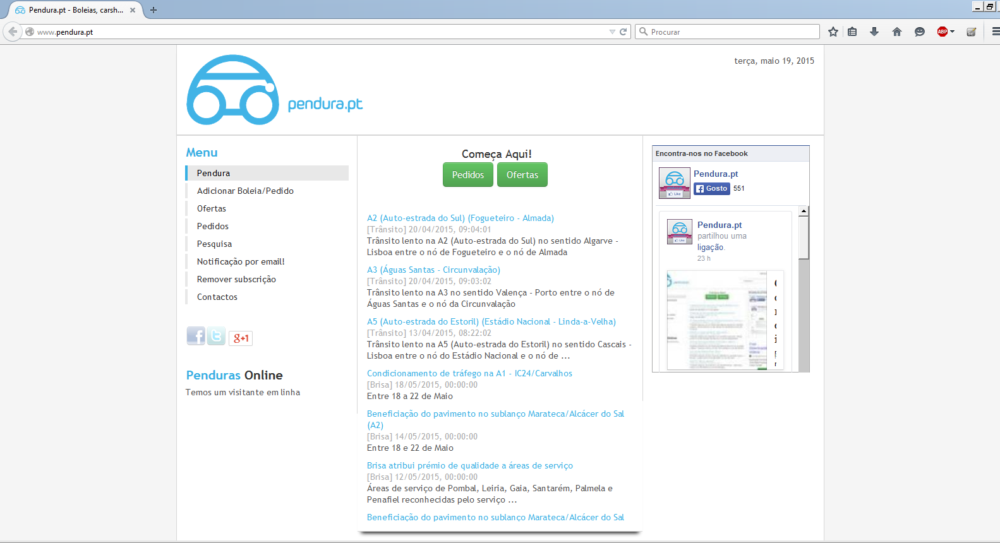 Pendura.pt - Boleias, carsh...
www.pendura.pt
Procurar
ABP
terça, maio 19, 2015
pendura.pt
Menu
Pendura
Adicionar Boleia/Pedido
Ofertas
Pedidos
Pesquisa
Notificação por email!
Remover subscrição
Contactos
g+1
Penduras Online
Temos um visitante em linha
Começa Aqui!
Pedidos
Ofertas
A2 (Auto-estrada do Sul) (Fogueteiro - Almada)
[Trânsito] 20/04/2015, 09:04:01
Trânsito lento na A2 (Auto-estrada do Sul) no sentido Algarve -
Lisboa entre o nó de Fogueteiro e o nó de Almada
A3 (Águas Santas - Circunvalação)
[Trânsito] 20/04/2015, 09:03:02
Trânsito lento na A3 no sentido Valença - Porto entre o nó de
Águas Santas e o nó da Circunvalação
A5 (Auto-estrada do Estoril) (Estádio Nacional - Linda-a-Velha)
[Trânsito] 13/04/2015, 08:22:02
Trânsito lento na A5 (Auto-estrada do Estoril) no sentido Cascais -
Lisboa entre o nó do Estádio Nacional e o nó de ...
Condicionamento de tráfego na A1 - IC24/Carvalhos
[Brisa] 18/05/2015, 00:00:00
Entre 18 a 22 de Maio
Beneficiação do pavimento no sublanço Marateca/Alcácer do Sal
(A2)
[Brisa] 14/05/2015, 00:00:00
Entre 18 e 22 de Maio
Brisa atribui prémio de qualidade a áreas de serviço
[Brisa] 12/05/2015, 00:00:00
Áreas de serviço de Pombal, Leiria, Gaia, Santarém, Palmela e
Penafiel reconhecidas pelo serviço ...
Beneficiação do pavimento no sublanço Marateca/Alcácer do Sal
Encontra-nos no Facebook
Pendura.pt
Like
Gosto 551
Pendura.pt
Like
partilhou uma
ligação.
23 h